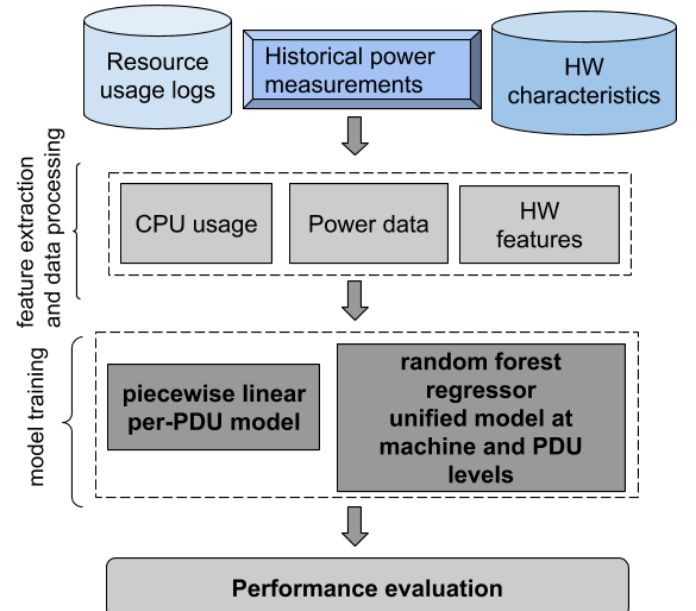 Resource
usage logs
Historical power
measurements
HW
characteristics
feature extraction
and data processing
CPU usage
Power data
HW
features
model training
piecewise linear
per-PDU model
random forest
regressor
unified model at
machine and PDU
levels
Performance evaluation